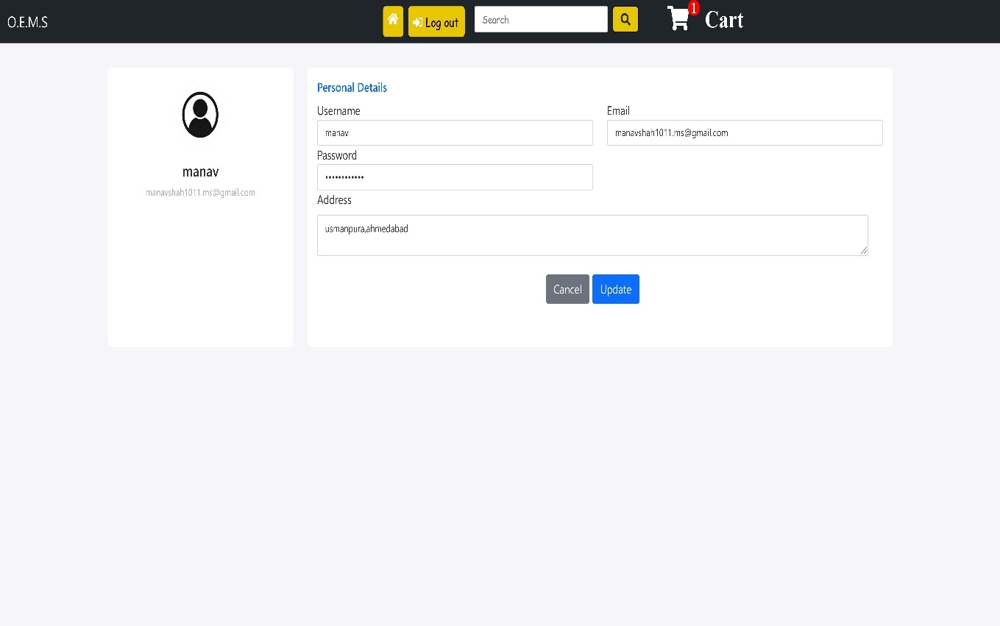 O.E.M.S
Log out
Search
1
Cart
manav
manavshah1011.ms@gmail.com
Personal Details
Username
Email
manav
manavshah1011.ms@gmail.com
Password
••••••••••••
Address
usmanpura,ahmedabad
Cancel
Update